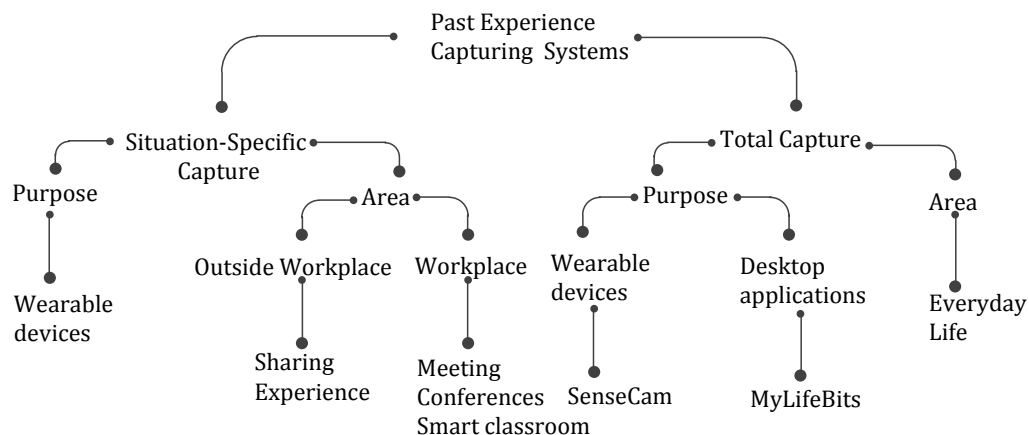 Past Experience
Capturing Systems
Situation-Specific
Capture
Total Capture
Purpose
Area
Purpose
Area
Outside Workplace
Workplace
Wearable
devices
Desktop
applications
Wearable
devices
Everyday
Life
Sharing
Experience
Meeting
Conferences
Smart classroom
SenseCam
MyLifeBits